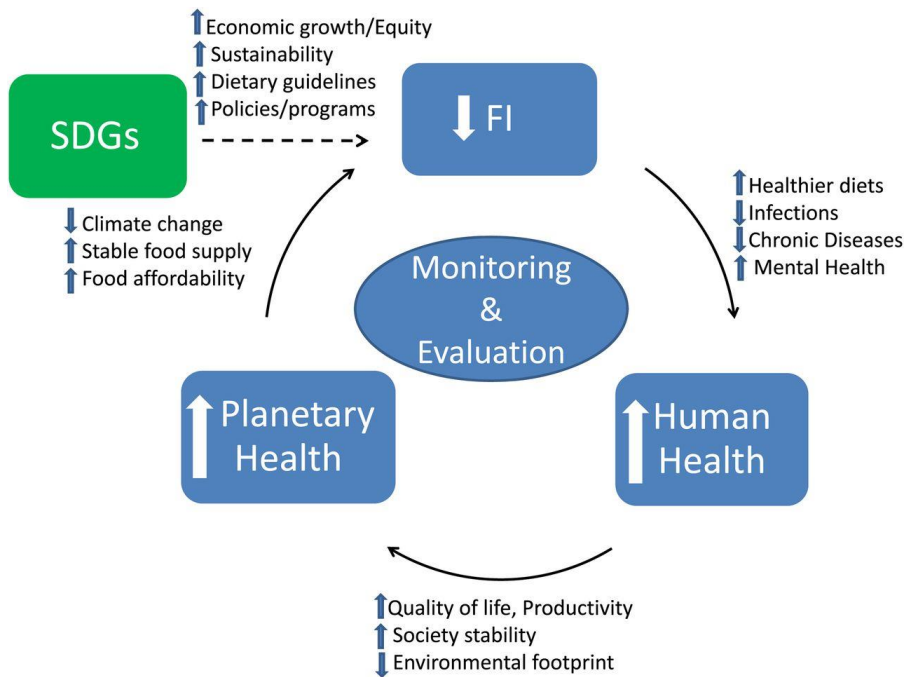 Economic growth/Equity
Sustainability
Dietary guidelines
Policies/programs
SDGs
FI
Climate change
Stable food supply
Food affordability
Healthier diets
Infections
Chronic Diseases
Mental Health
Monitoring
&
Evaluation
Planetary
Health
Human
Health
Quality of life, Productivity
Society stability
Environmental footprint